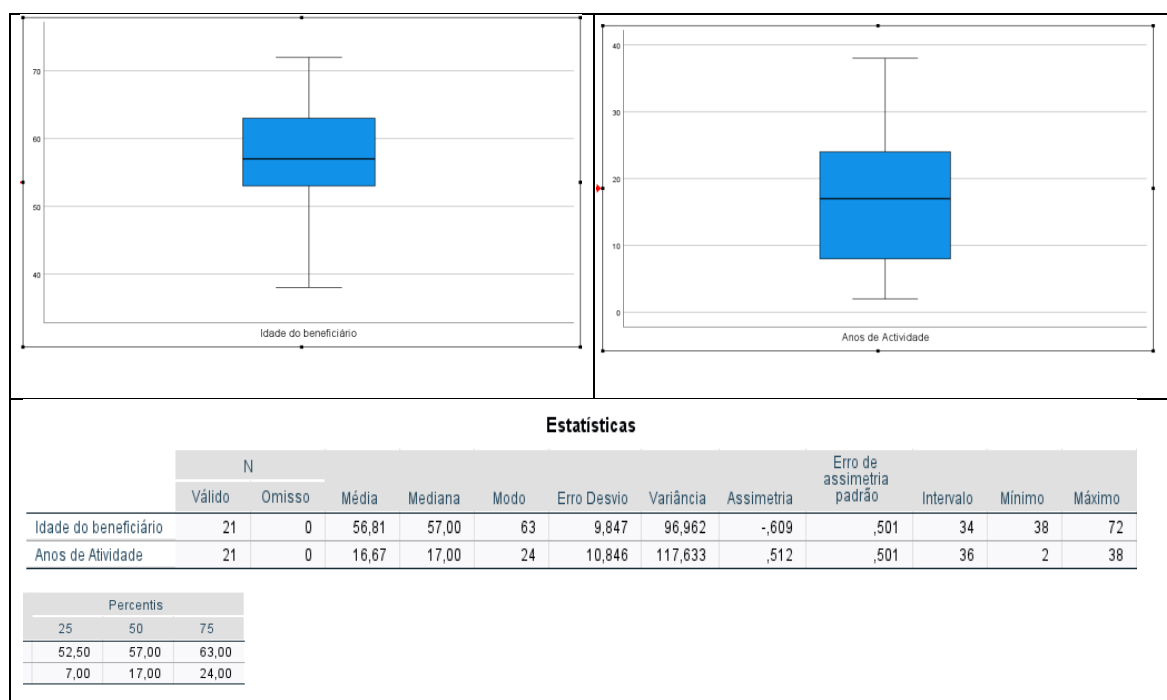 70
60
50
40
Idade do beneficiário
40
30
20
10
0
Anos de Actividade
Estatísticas
N
Válido Omisso Média Mediana Modo Erro Desvio Variância Assimetria Erro de assimetria padrão Intervalo Mínimo Máximo
Idade do beneficiário 21 0 56,81 57,00 63 9,847 96,962 -,609 ,501 34 38 72
Anos de Atividade 21 0 16,67 17,00 24 10,846 117,633 ,512 ,501 36 2 38
Percentis
25 50 75
52,50 57,00 63,00
7,00 17,00 24,00